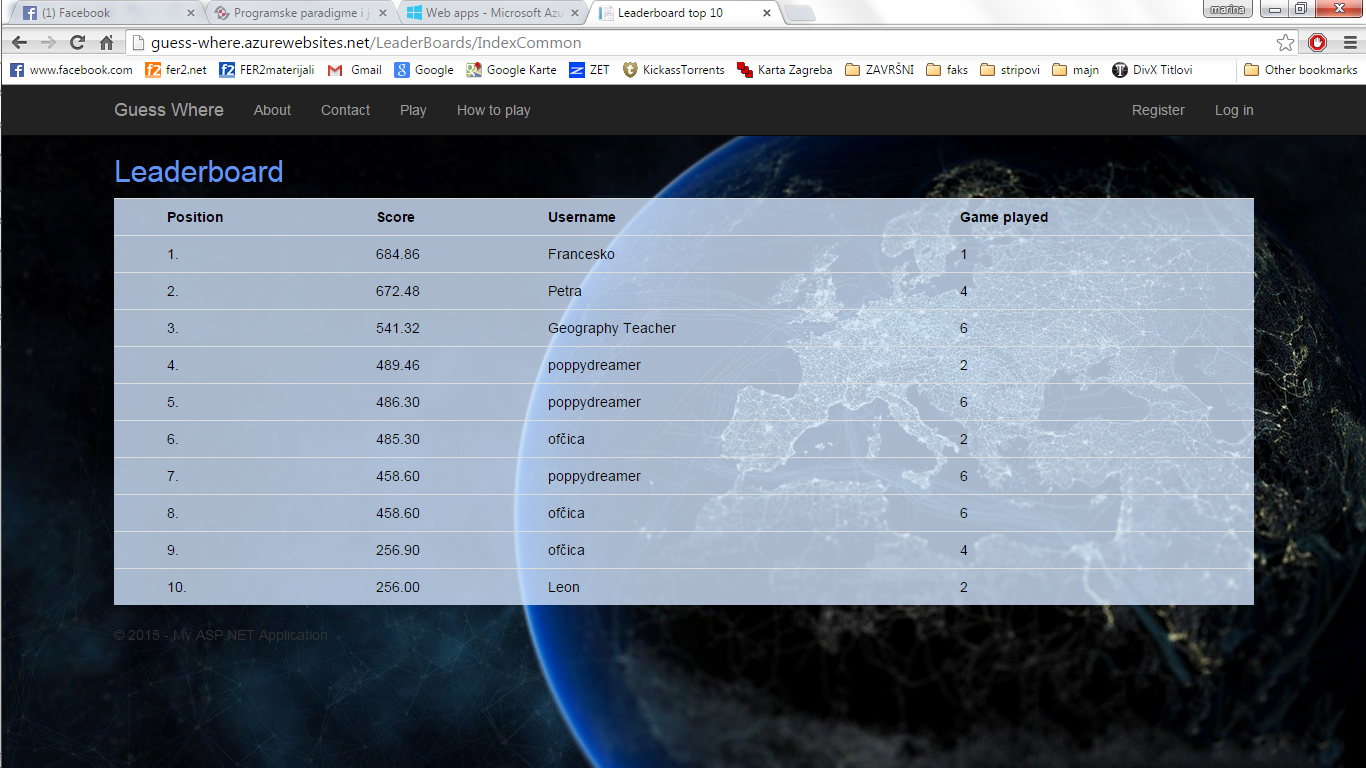 (1) Facebook Programske paradigme i j Web apps - Microsoft Azu Leaderboard top 10 marina
guess-where.azurewebsites.net/LeaderBoards/IndexCommon
www.facebook.com fer2.net FER2materijali Gmail Google Google Karte ZET KickassTorrents Karta Zagreba ZAVRŠNI faks stripovi majn DivX Titlovi Other bookmarks
Guess Where About Contact Play How to play Register Log in
Leaderboard
Position Score Username Game played
1. 684.86 Francesko 1
2. 672.48 Petra 4
3. 541.32 Geography Teacher 6
4. 489.46 poppydreamer 2
5. 486.30 poppydreamer 6
6. 485.30 ofčica 2
7. 458.60 poppydreamer 6
8. 458.60 ofčica 6
9. 256.90 ofčica 4
10. 256.00 Leon 2
© 2015 - My ASP.NET Application